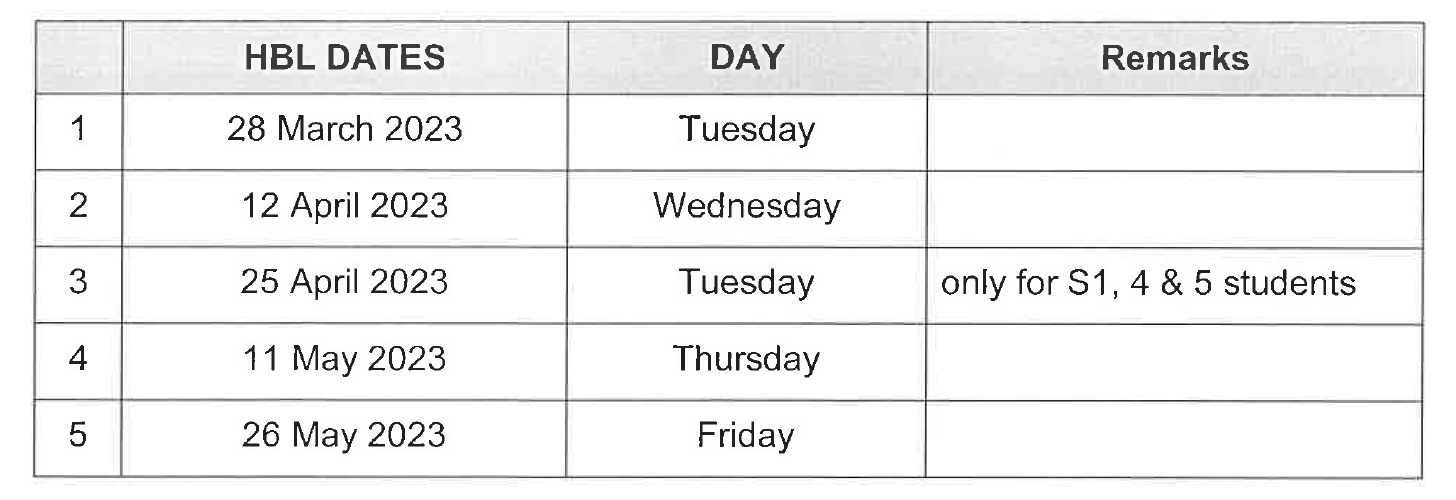 HBL DATES DAY Remarks
1 28 March 2023 Tuesday
2 12 April 2023 Wednesday
3 25 April 2023 Tuesday only for S1, 4 & 5 students
4 11 May 2023 Thursday
5 26 May 2023 Friday